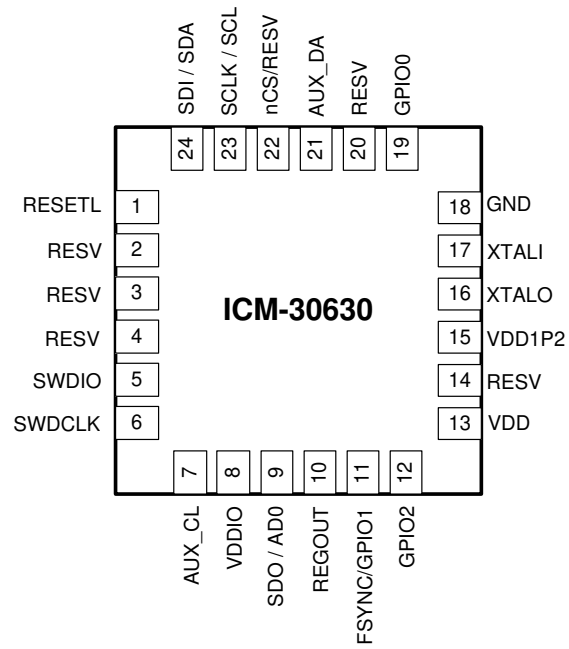 SDI / SDA
SCLK / SCL
nCS/RESV
AUX_DA
RESV
GPIO0
24
23
22
21
20
19
RESETL 1
RESV 2
RESV 3
RESV 4
SWDIO 5
SWDCLK 6
ICM-30630
18 GND
17 XTALI
16 XTALO
15 VDD1P2
14 RESV
13 VDD
7
8
9
10
11
12
AUX_CL
VDDIO
SDO / AD0
REGOUT
FSYNC/GPIO1
GPIO2